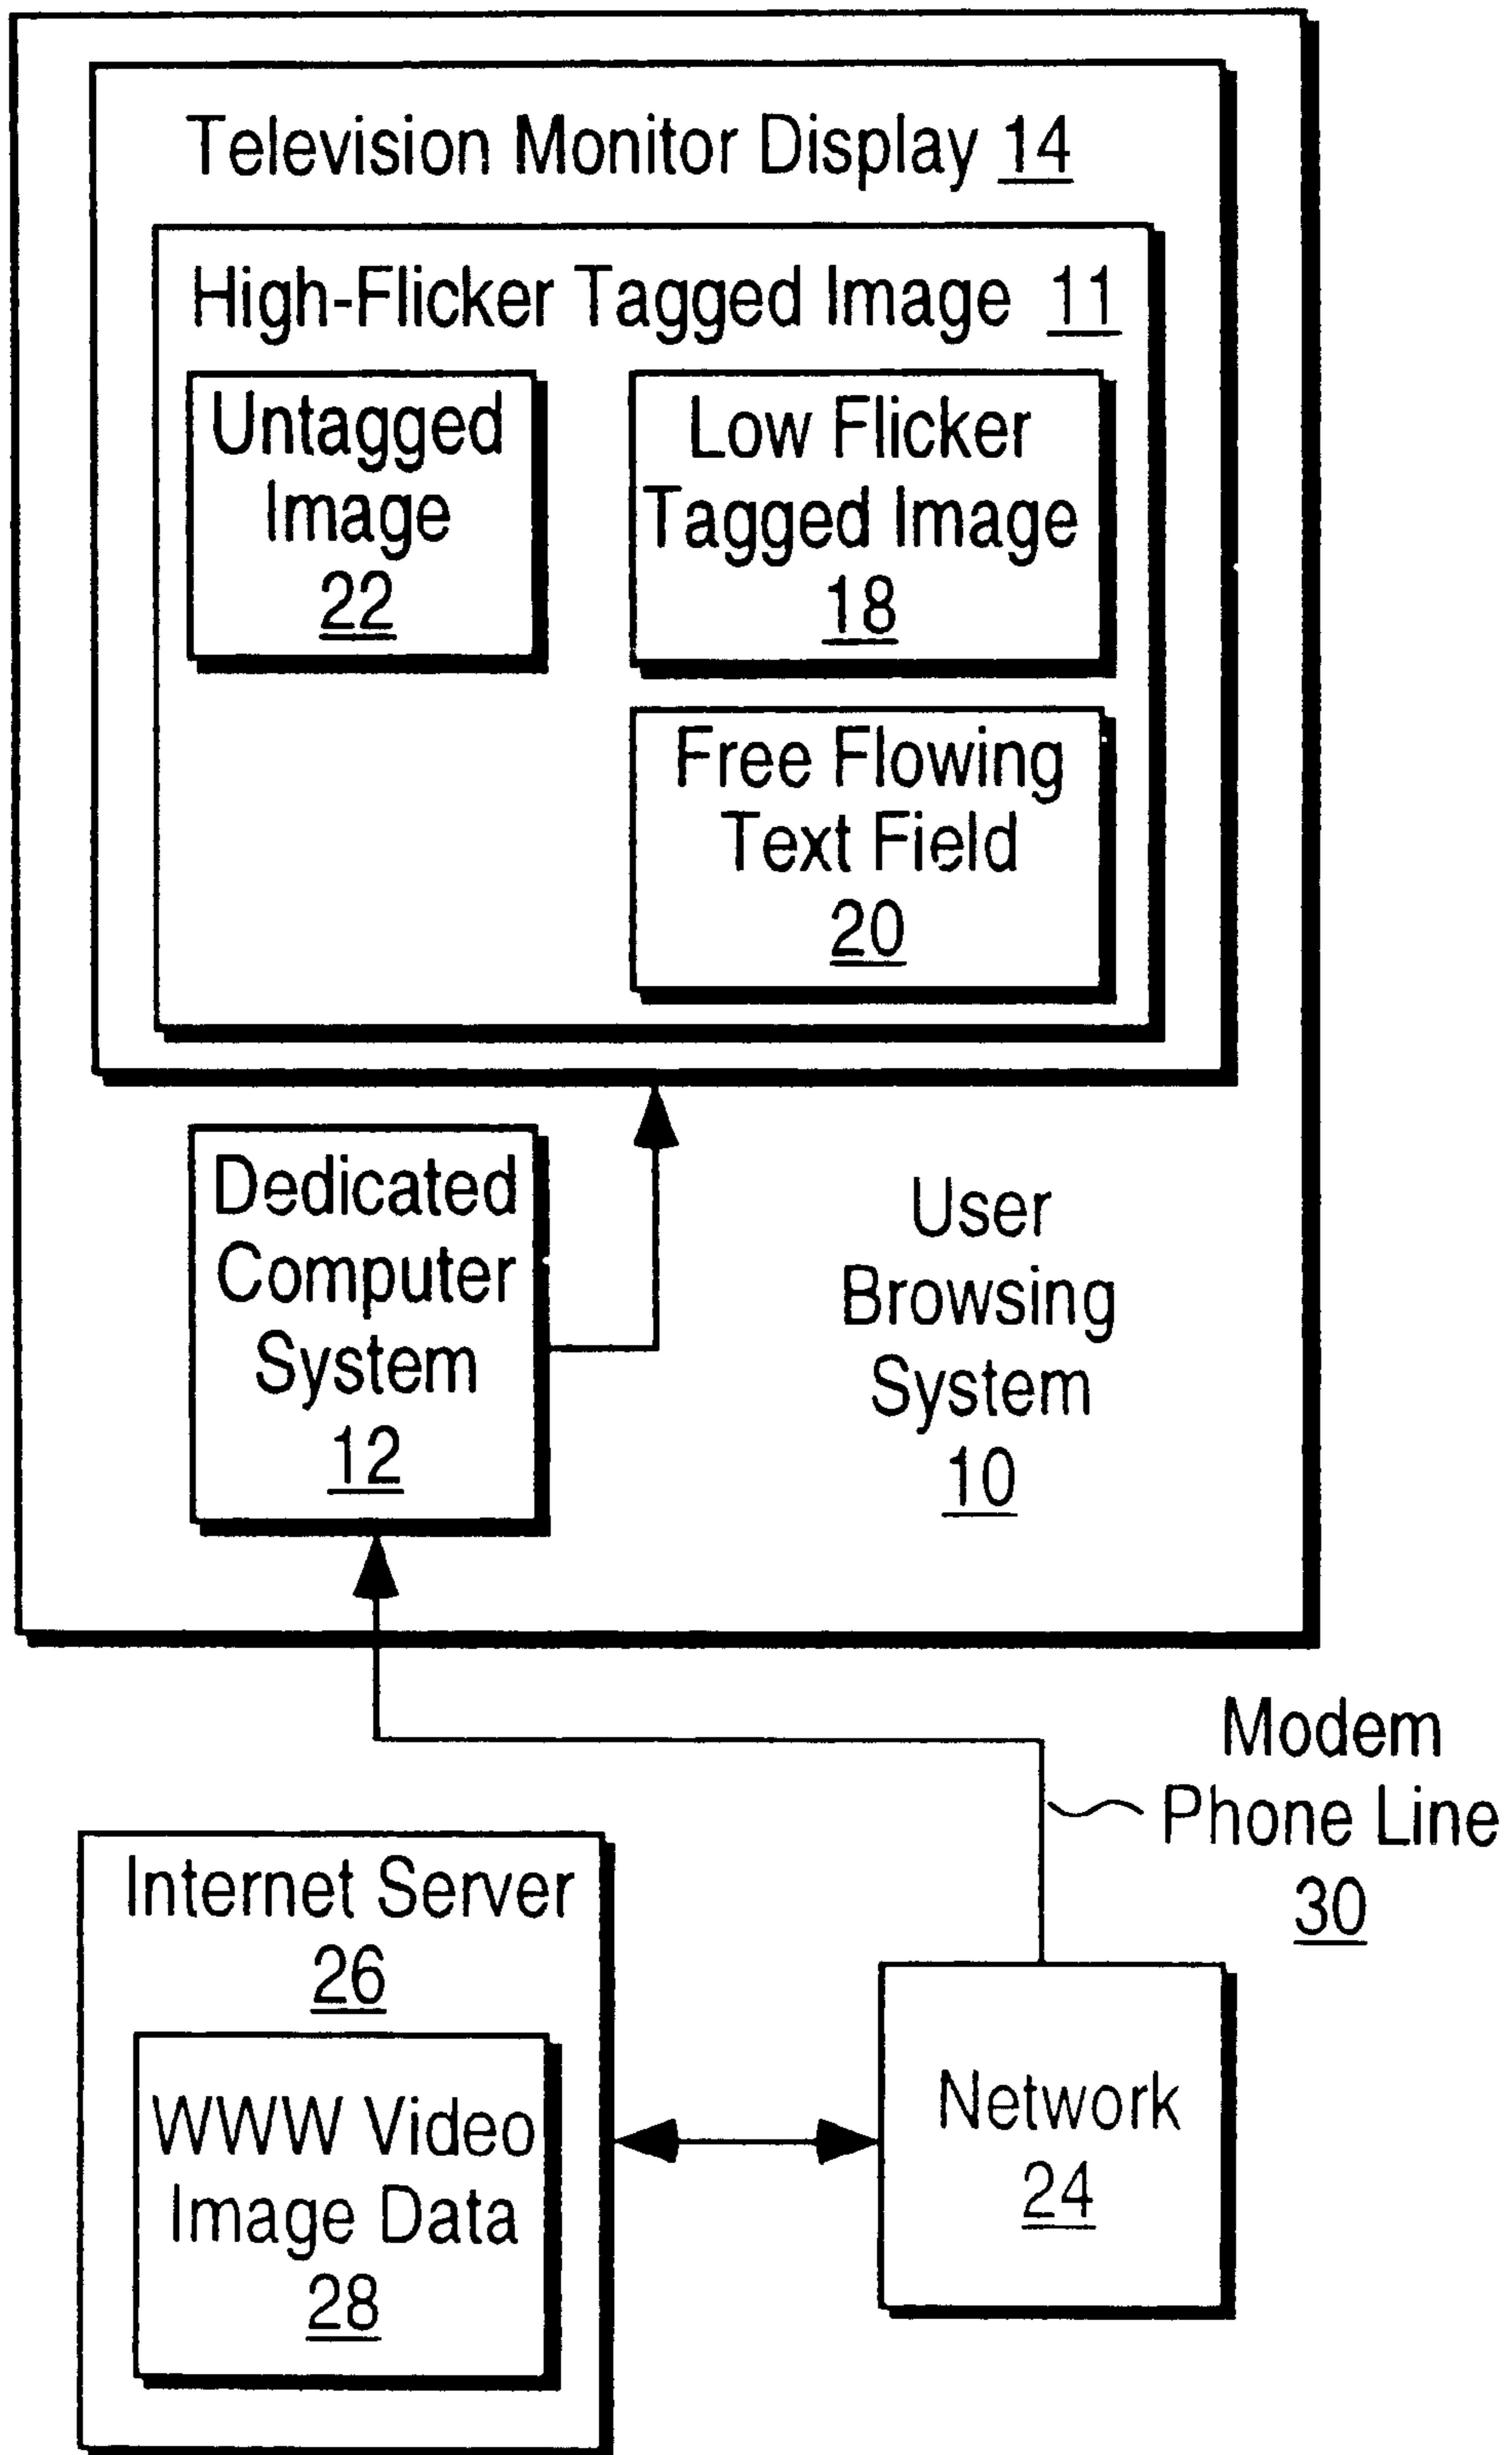 Television Monitor Display 14
High-Flicker Tagged Image 11
Untagged
Image
22
Low Flicker
Tagged Image
18
Free Flowing
Text Field
20
Dedicated
Computer
System
12
User
Browsing
System
10
Modem
Phone Line
30
Internet Server
26
WWW Video
Image Data
28
Network
24